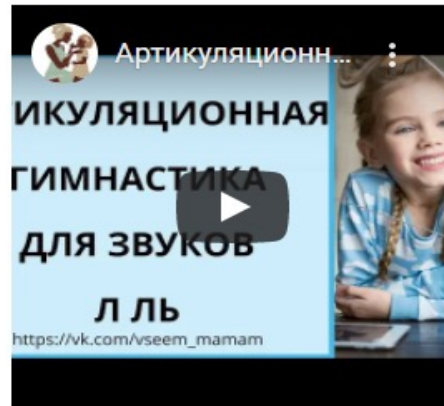 Артикуляционн...
ИКУЛЯЦИОННАЯ
ГИМНАСТИКА
ДЛЯ ЗВУКОВ
Л ЛЬ
https://vk.com/vseem_mamam